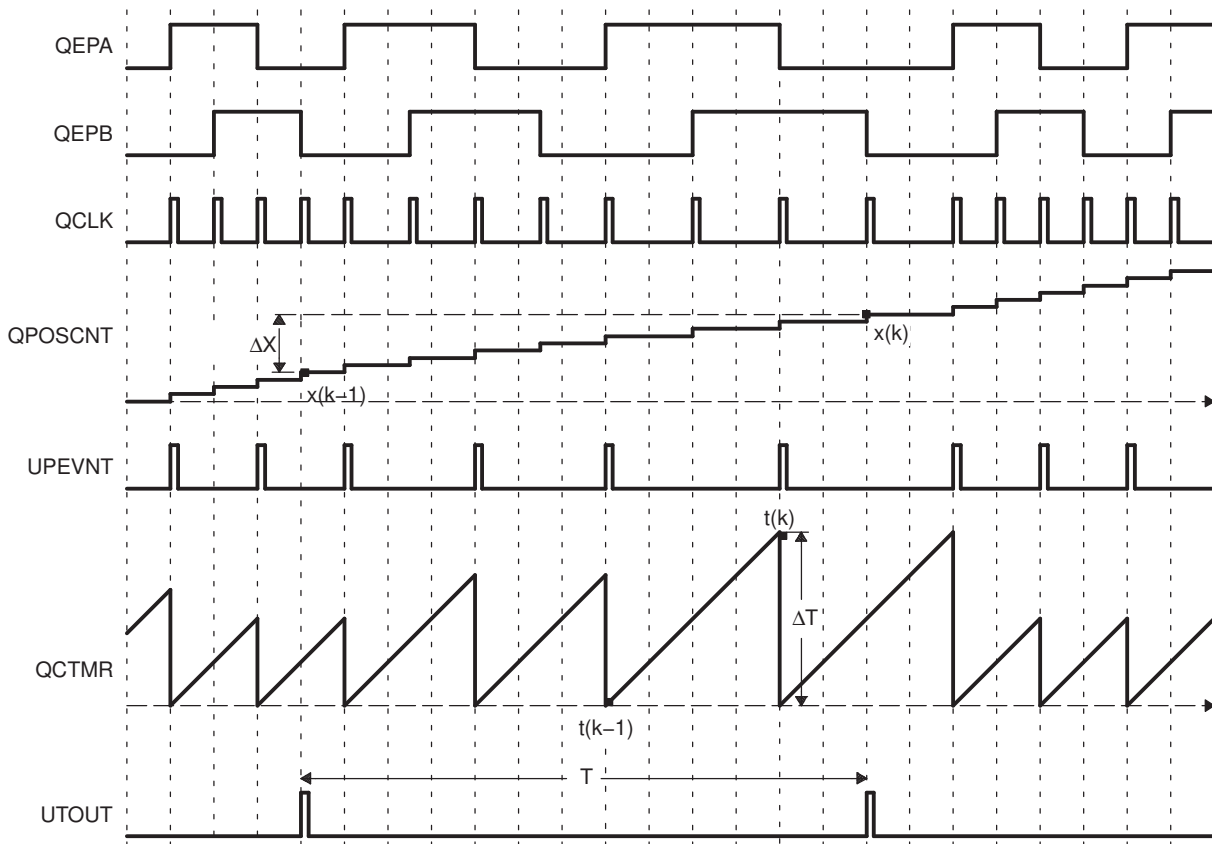 QEPA
QEPB
QCLK
QPOSCNT
ΔX
x(k)
x(k−1)
UPEVNT
t(k)
ΔT
QCTMR
t(k−1)
T
UTOUT